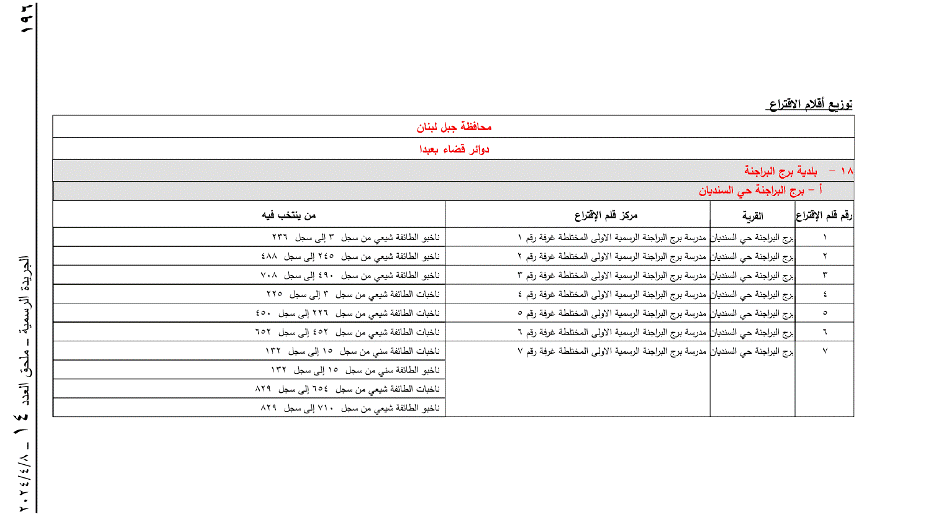 ١٩٦
الجريدة الرسمية – ملحق العدد ١٤ – ٢٠٢٤/٤/٨
توزيع أقلام الاقتراع
محافظة جبل لبنان
دوائر قضاء بعبدا
١٨ - بلدية برج البراجنة
أ - برج البراجنة حي السنديان
رقم قلم الإقتراع القرية مركز قلم الإقتراع من ينتخب فيه
١ برج البراجنة حي السنديان مدرسة برج البراجنة الرسمية الاولى المختلطة غرفة رقم ١ ناخبو الطائفة شيعي من سجل ٣ إلى سجل ٢٣٦
٢ برج البراجنة حي السنديان مدرسة برج البراجنة الرسمية الاولى المختلطة غرفة رقم ٢ ناخبو الطائفة شيعي من سجل ٢٤٥ إلى سجل ٤٨٨
٣ برج البراجنة حي السنديان مدرسة برج البراجنة الرسمية الاولى المختلطة غرفة رقم ٣ ناخبو الطائفة شيعي من سجل ٤٩٠ إلى سجل ٧٠٨
٤ برج البراجنة حي السنديان مدرسة برج البراجنة الرسمية الاولى المختلطة غرفة رقم ٤ ناخبات الطائفة شيعي من سجل ٣ إلى سجل ٢٢٥
٥ برج البراجنة حي السنديان مدرسة برج البراجنة الرسمية الاولى المختلطة غرفة رقم ٥ ناخبات الطائفة شيعي من سجل ٢٢٦ إلى سجل ٤٥٠
٦ برج البراجنة حي السنديان مدرسة برج البراجنة الرسمية الاولى المختلطة غرفة رقم ٦ ناخبات الطائفة شيعي من سجل ٤٥٢ إلى سجل ٦٥٢
٧ برج البراجنة حي السنديان مدرسة برج البراجنة الرسمية الاولى المختلطة غرفة رقم ٧ ناخبات الطائفة سني من سجل ١٥ إلى سجل ١٣٢
ناخبو الطائفة سني من سجل ١٥ إلى سجل ١٣٢
ناخبات الطائفة شيعي من سجل ٦٥٤ إلى سجل ٨٢٩
ناخبو الطائفة شيعي من سجل ٧١٠ إلى سجل ٨٢٩